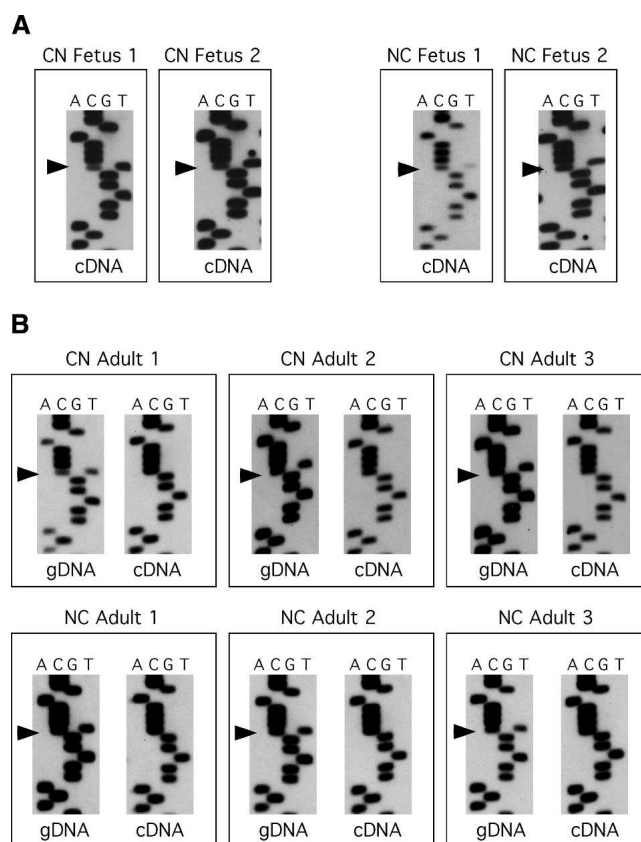 A
CN Fetus 1 CN Fetus 2 NC Fetus 1 NC Fetus 2
A C G T A C G T A C G T A C G T
cDNA cDNA cDNA cDNA
B
CN Adult 1 CN Adult 2 CN Adult 3
A C G T A C G T A C G T A C G T A C G T A C G T
gDNA cDNA gDNA cDNA gDNA cDNA
NC Adult 1 NC Adult 2 NC Adult 3
A C G T A C G T A C G T A C G T A C G T A C G T
gDNA cDNA gDNA cDNA gDNA cDNA